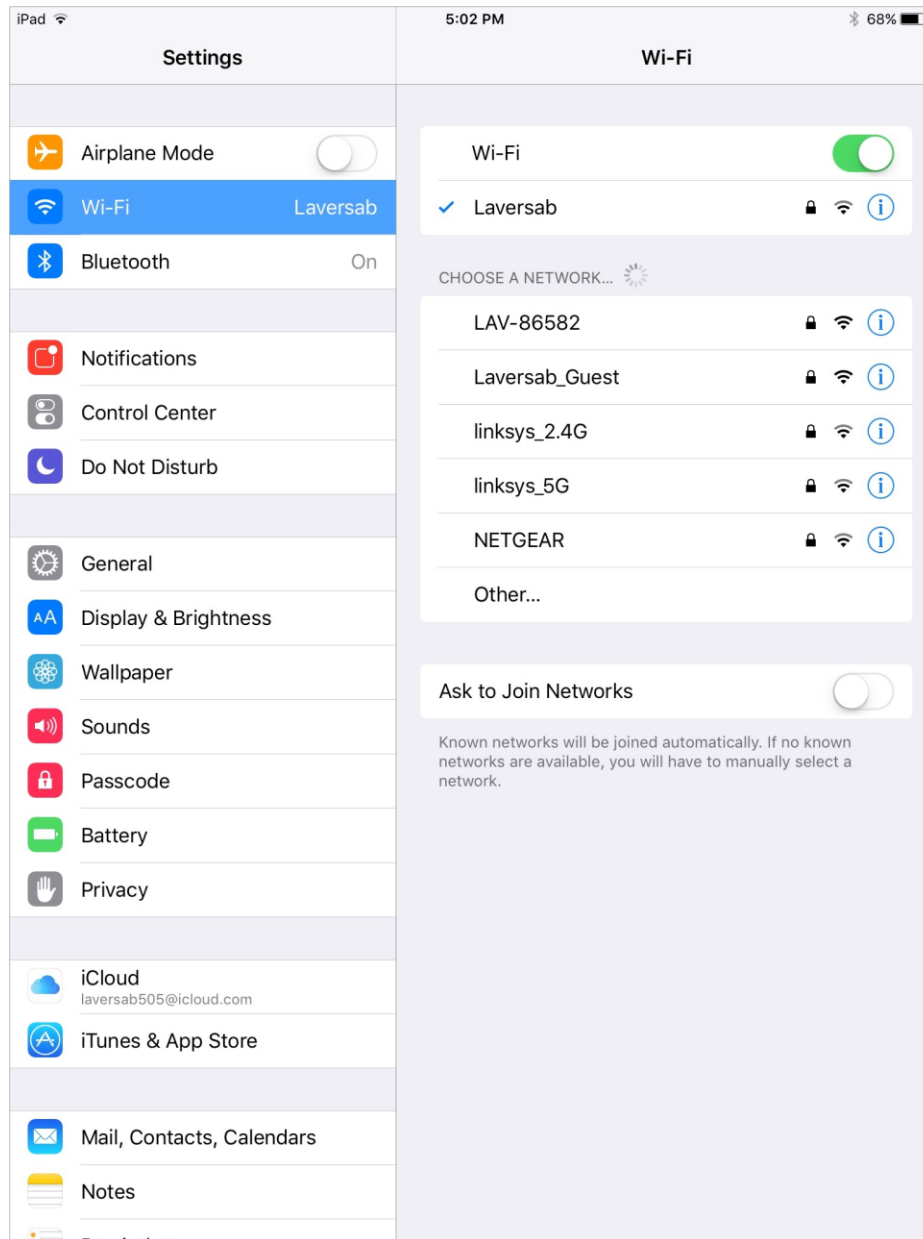 iPad
5:02 PM
68%
Settings
Wi-Fi
Airplane Mode
Wi-Fi Laversab
Bluetooth On
Notifications
Control Center
Do Not Disturb
General
AA Display & Brightness
Wallpaper
Sounds
Passcode
Battery
Privacy
iCloud
laversab505@icloud.com
iTunes & App Store
Mail, Contacts, Calendars
Notes
Wi-Fi
Laversab
CHOOSE A NETWORK...
LAV-86582
Laversab_Guest
linksys_2.4G
linksys_5G
NETGEAR
Other...
Ask to Join Networks
Known networks will be joined automatically. If no known
networks are available, you will have to manually select a
network.